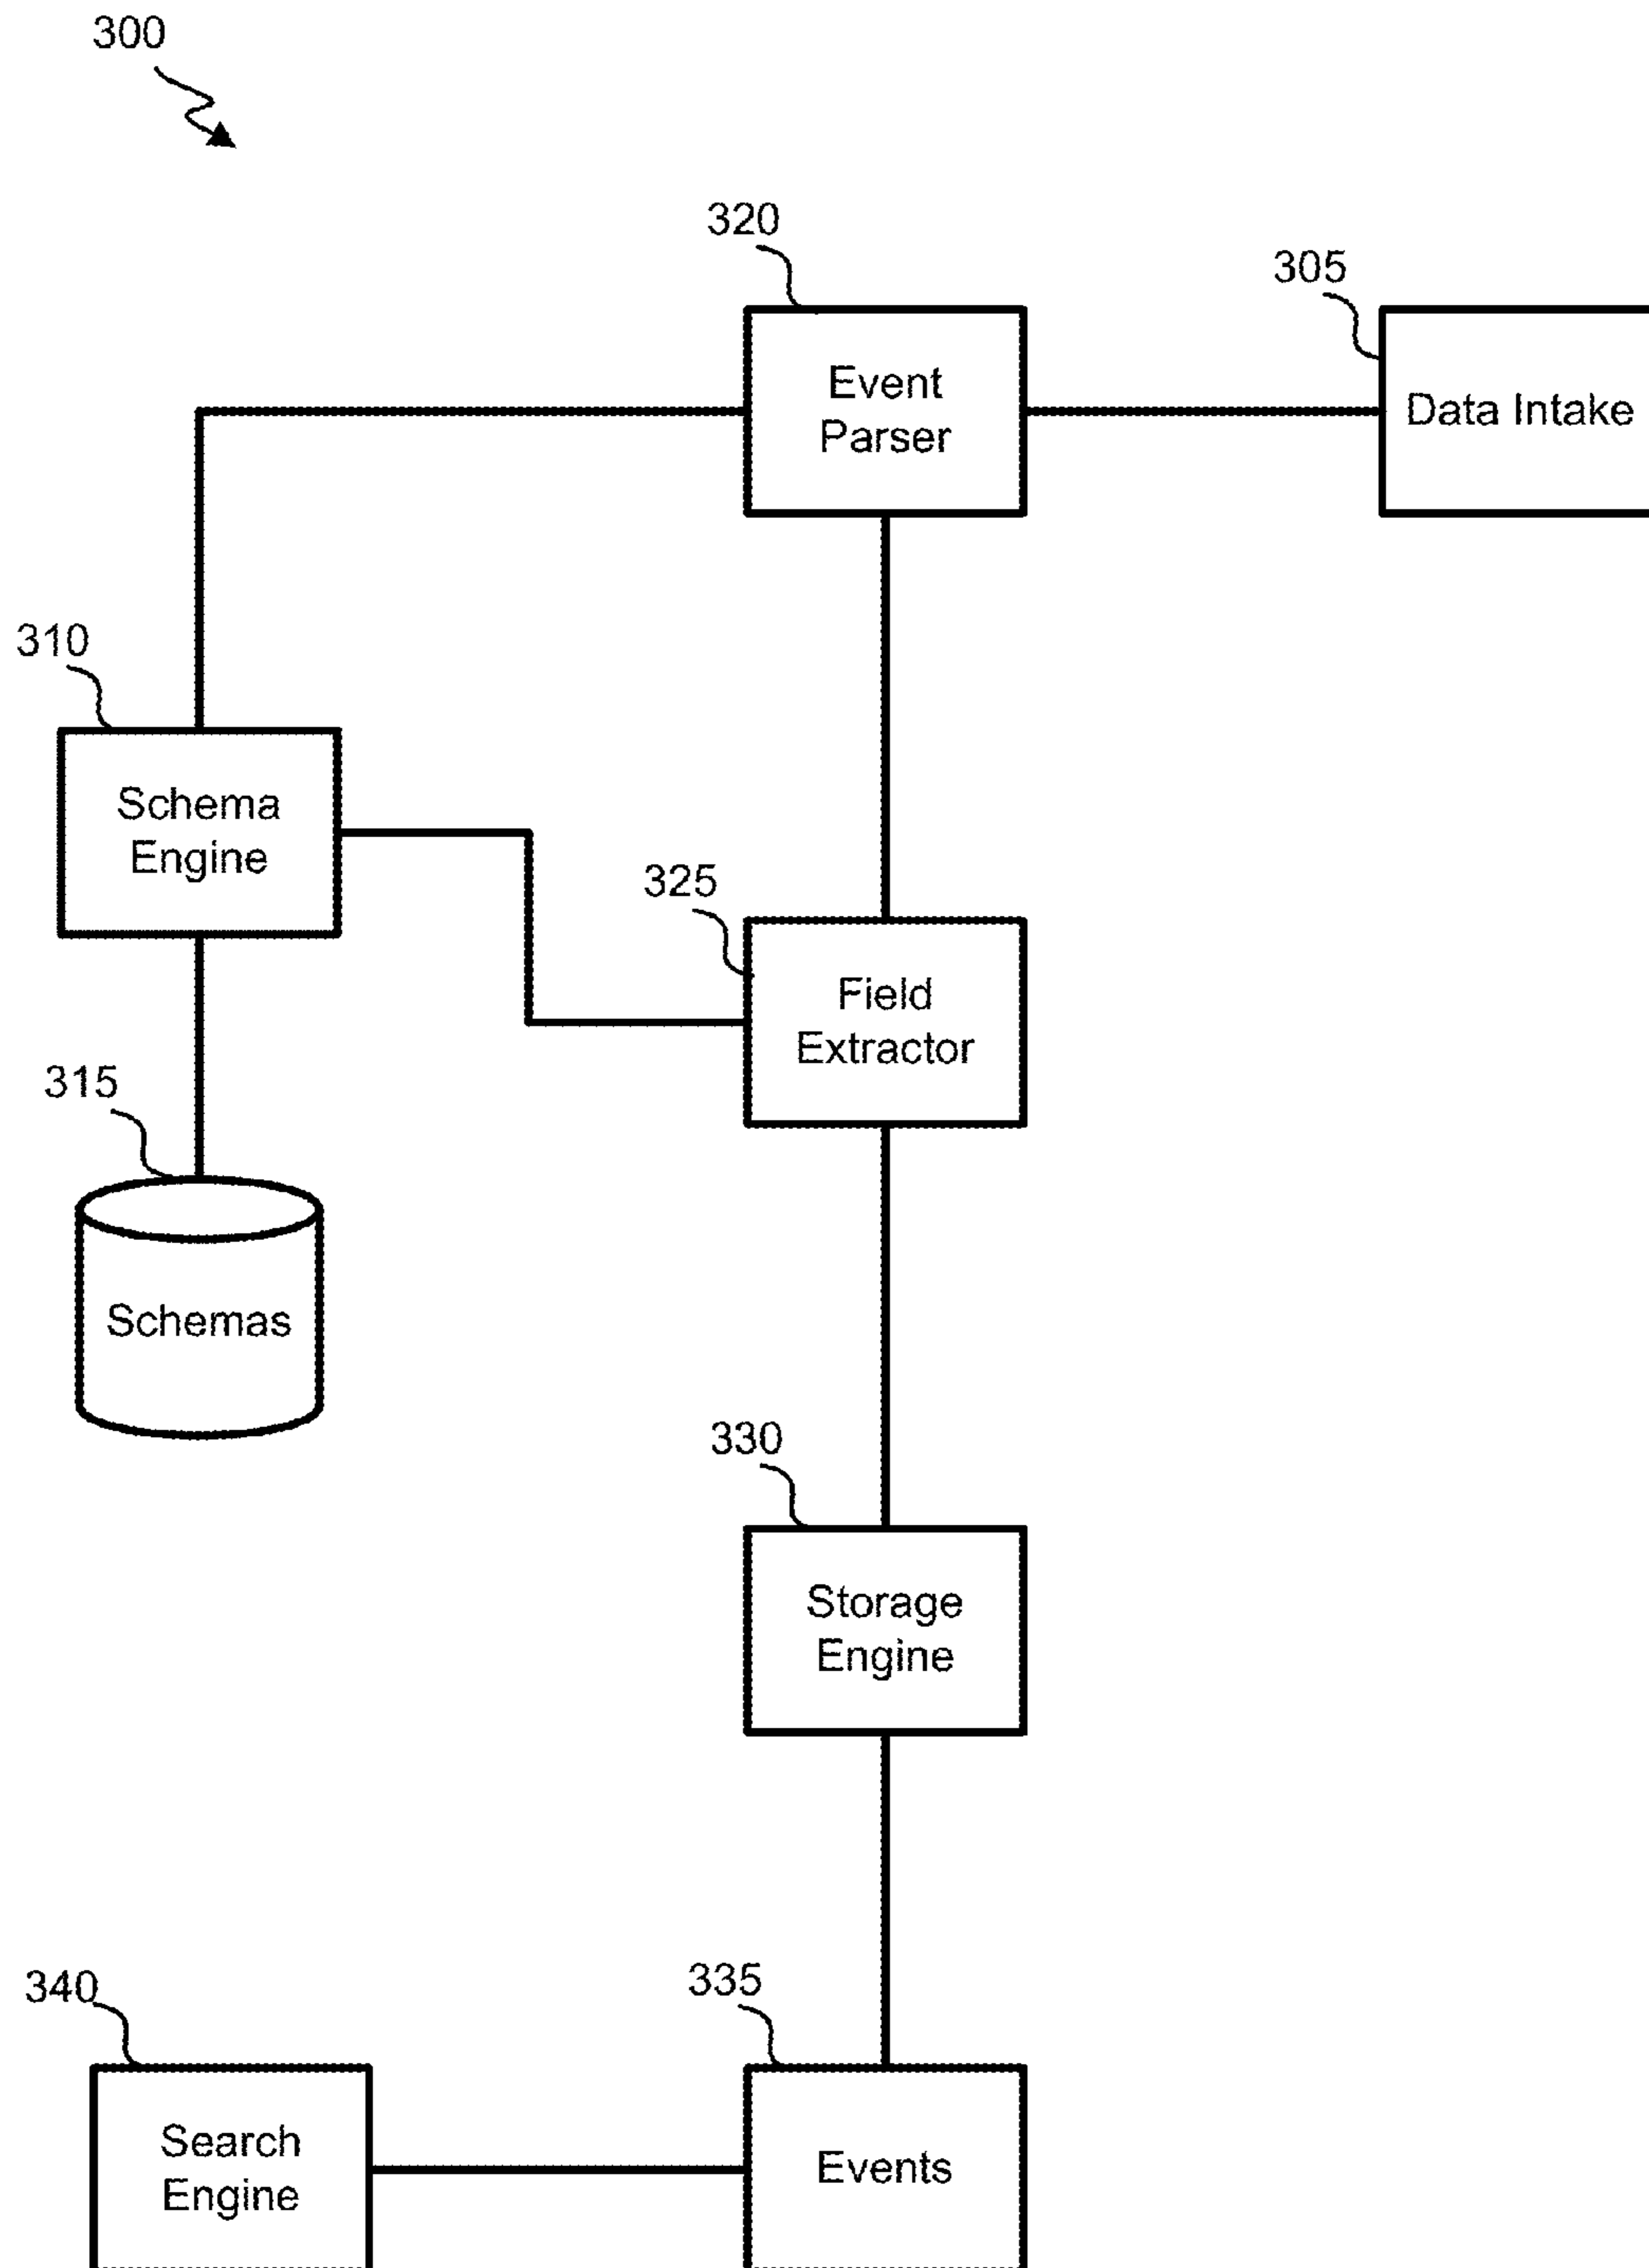 300
320
305
Event
Parser
Data Intake
310
Schema
Engine
325
Field
Extractor
315
Schemas
330
Storage
Engine
340
335
Search
Engine
Events